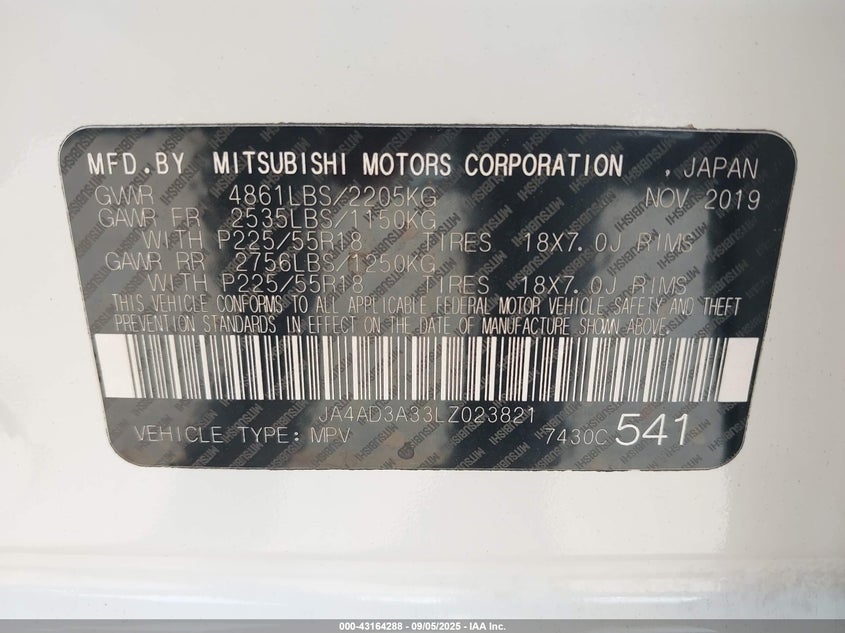 MFD.BY MITSUBISHI MOTORS CORPORATION , JAPAN
GVWR 4861LBS/2205KG NOV 2019
GAWR FR 2535LBS/1150KG
WITH P225/55R18 TIRES 18X7.0J RIMS
GAWR RR 2756LBS/1250KG
WITH P225/55R18 TIRES 18X7.0J RIMS
THIS VEHICLE CONFORMS TO ALL APPLICABLE FEDERAL MOTOR VEHICLE SAFETY AND THEFT
PREVENTION STANDARDS IN EFFECT ON THE DATE OF MANUFACTURE SHOWN ABOVE.
JA4AD3A33LZ023821
VEHICLE TYPE: MPV 7430C 541
000-43164288 - 09/05/2025 - IAA Inc.